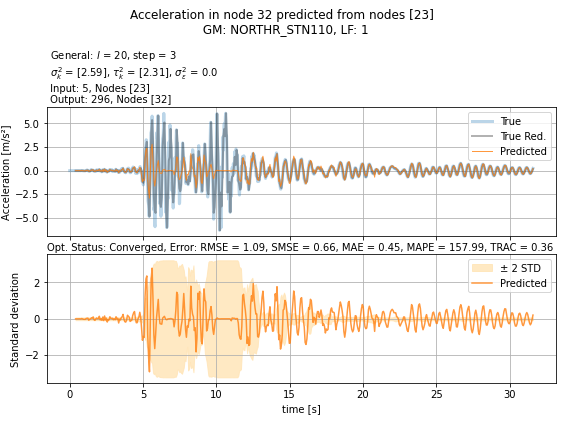 Acceleration in node 32 predicted from nodes [23]
GM: NORTHR_STN110, LF: 1
General: l = 20, step = 3
σ²ₖ = [2.59], τ²ₖ = [2.31], σ²ε = 0.0
Input: 5, Nodes [23]
Output: 296, Nodes [32]
Acceleration [m/s²]
5.0
2.5
0.0
−2.5
−5.0
True
True Red.
Predicted
Opt. Status: Converged, Error: RMSE = 1.09, SMSE = 0.66, MAE = 0.45, MAPE = 157.99, TRAC = 0.36
Standard deviation
2
0
−2
± 2 STD
Predicted
0 5 10 15 20 25 30
time [s]